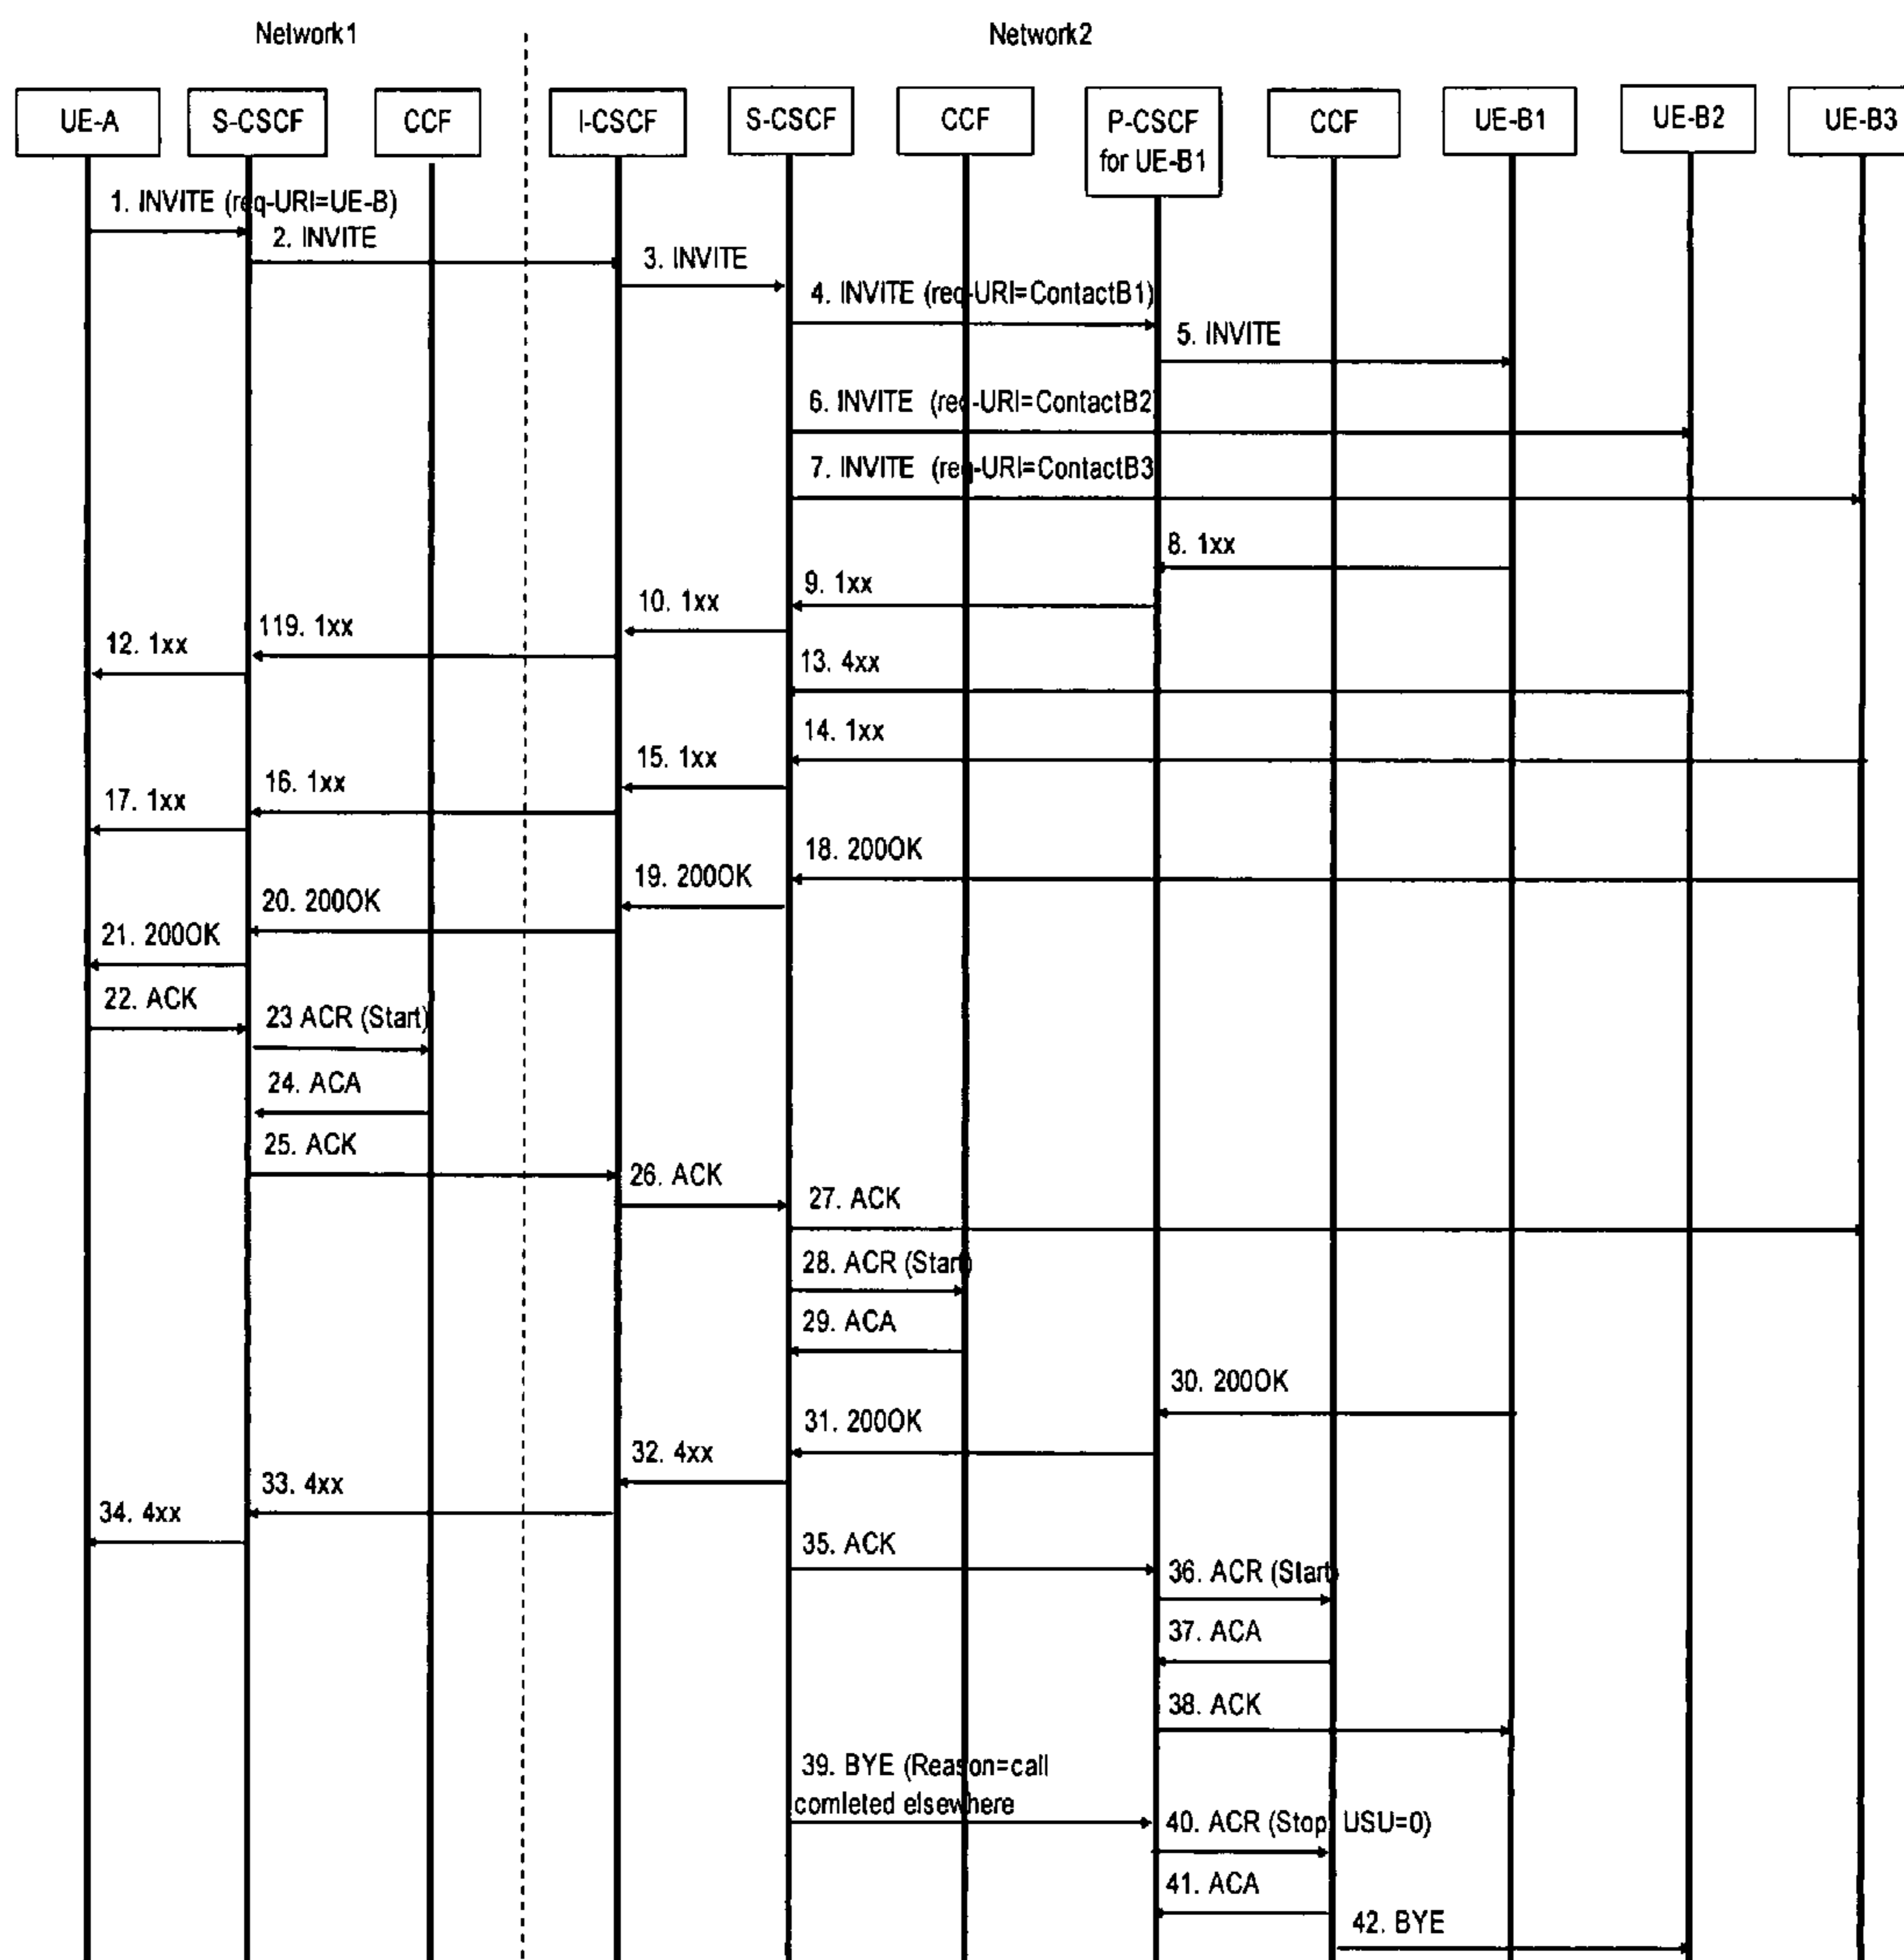 Network1
Network2
UE-A
S-CSCF
CCF
I-CSCF
S-CSCF
CCF
P-CSCF
for UE-B1
CCF
UE-B1
UE-B2
UE-B3
1. INVITE (req-URI=UE-B)
2. INVITE
3. INVITE
4. INVITE (req-URI=ContactB1)
5. INVITE
6. INVITE (req-URI=ContactB2
7. INVITE (req-URI=ContactB3
8. 1xx
9. 1xx
10. 1xx
119. 1xx
12. 1xx
13. 4xx
14. 1xx
15. 1xx
16. 1xx
17. 1xx
18. 200OK
19. 200OK
20. 200OK
21. 200OK
22. ACK
23 ACR (Start)
24. ACA
25. ACK
26. ACK
27. ACK
28. ACR (Start)
29. ACA
30. 200OK
31. 200OK
32. 4xx
33. 4xx
34. 4xx
35. ACK
36. ACR (Start)
37. ACA
38. ACK
39. BYE (Reason=call
comleted elsewhere
40. ACR (Stop, USU=0)
41. ACA
42. BYE